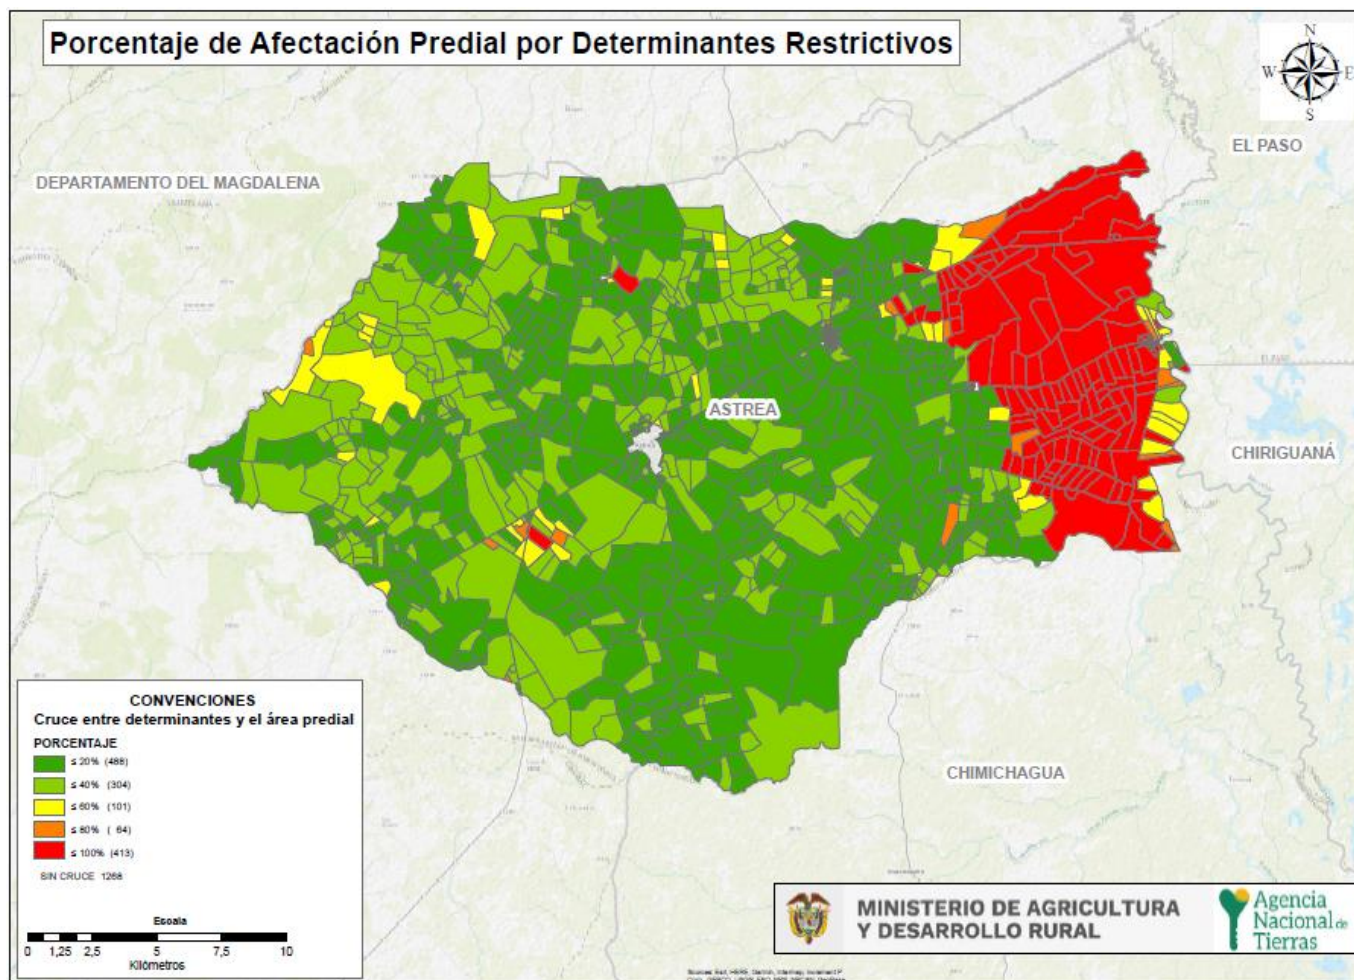 Porcentaje de Afectación Predial por Determinantes Restrictivos
N
W E
S
EL PASO
DEPARTAMENTO DEL MAGDALENA
ASTREA
EL PASO
CHIRIGUANÁ
CHIMICHAGUA
CONVENCIONES
Cruce entre determinantes y el área predial
PORCENTAJE
≤ 20% (488)
≤ 40% (304)
≤ 60% (101)
≤ 80% ( 64)
≤ 100% (413)
SIN CRUCE 1268
Escala
0 1,25 2,5 5 7,5 10
Kilómetros
MINISTERIO DE AGRICULTURA
Y DESARROLLO RURAL
Agencia
Nacional de
Tierras